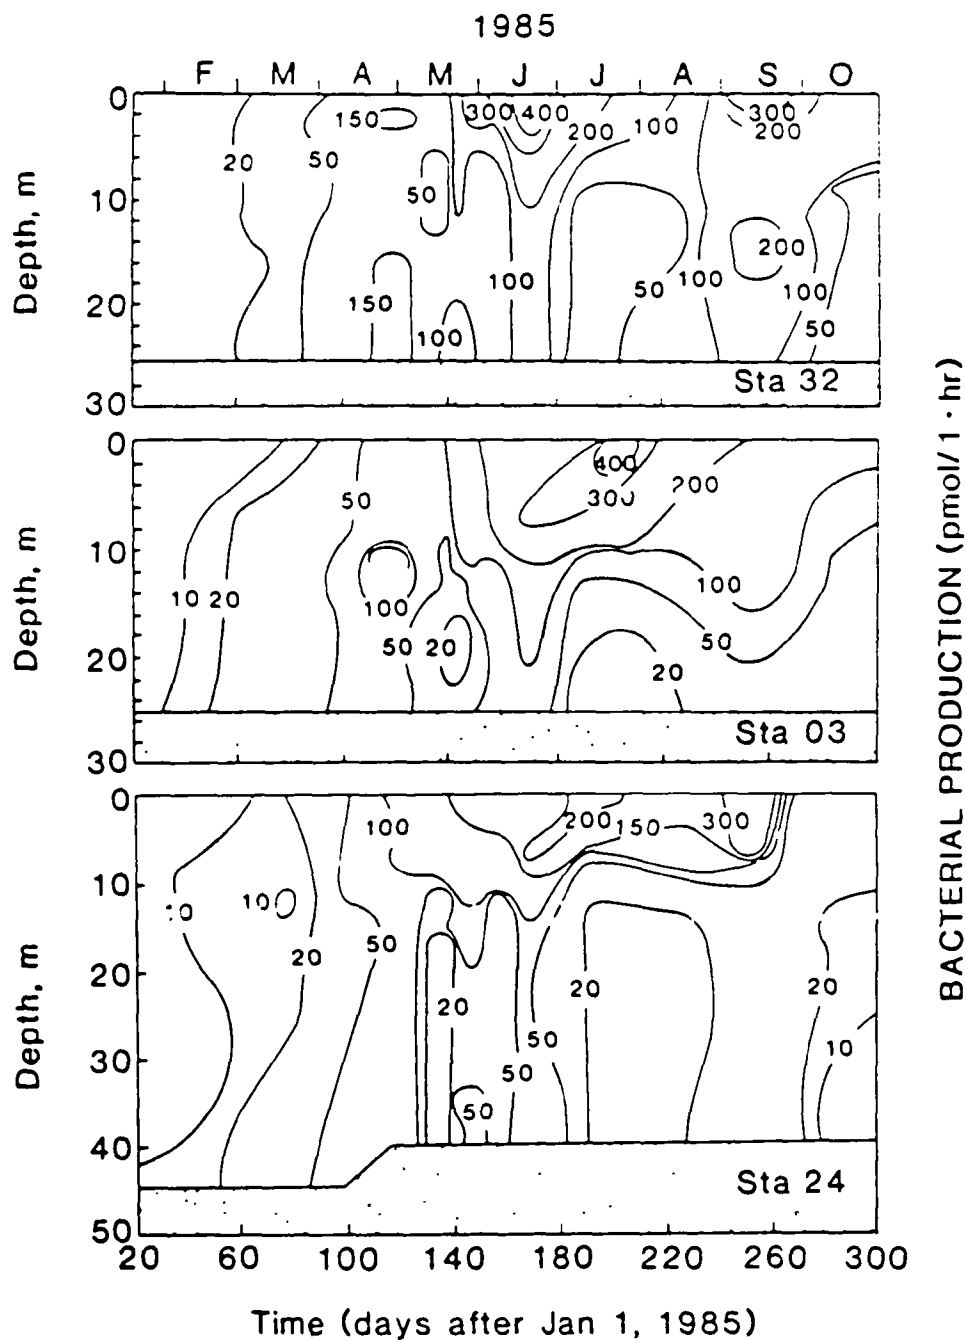 1985
F M A M J J A S O
0
150 300 400 200 100 300 200
20 50
10 50
Depth, m
200
20 150 100 100 50 100 100 50
Sta 32
30
0
400
50 300 200
10
10 20 100 100
Depth, m
50 20 50
20 20
Sta 03
30
BACTERIAL PRODUCTION (pmol/1 · hr)
0
100 200 150 300
10
10 10
20 50
20 20 20 20
Depth, m
50 10
30
50
50
40
Sta 24
50
20 60 100 140 180 220 260 300
Time (days after Jan 1, 1985)